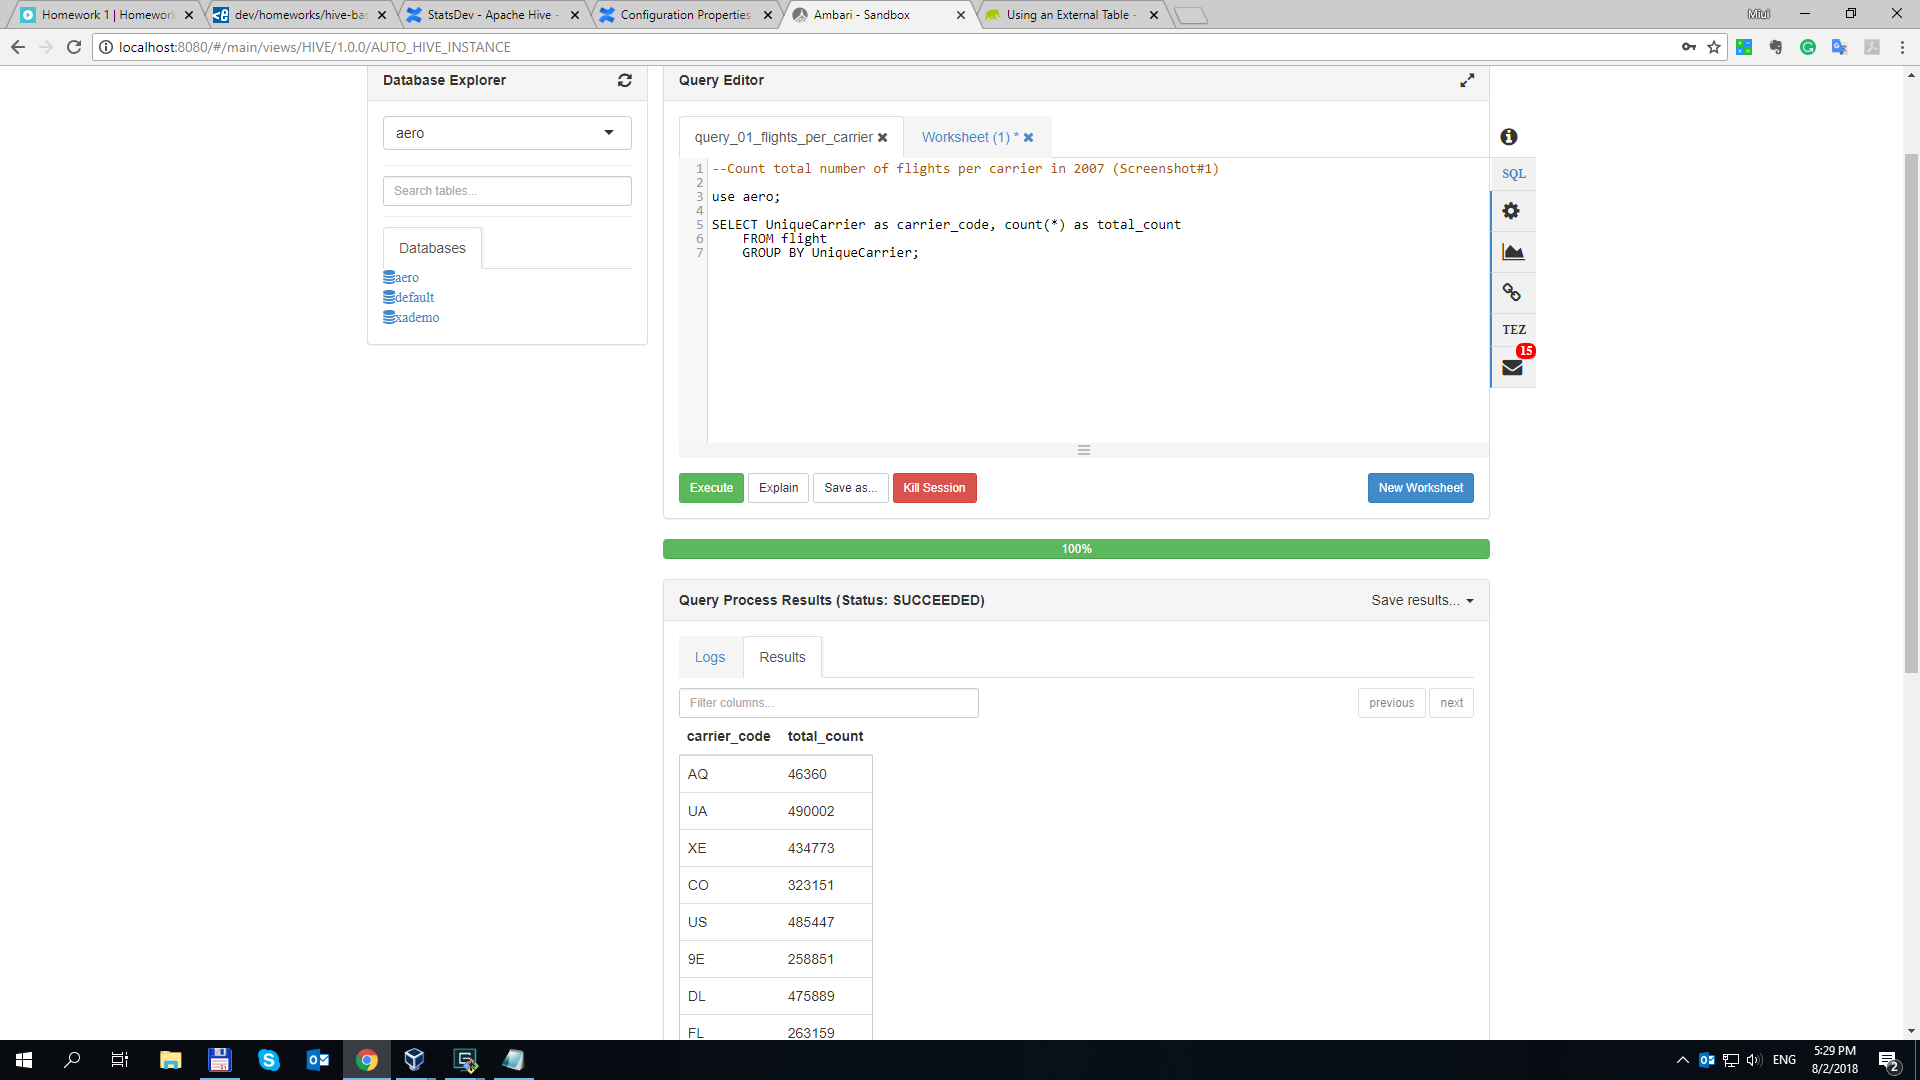 Homework 1 | Homework
dev/homeworks/hive-bas
StatsDev - Apache Hive -
Configuration Properties
Ambari - Sandbox
Using an External Table -
Miui
localhost:8080/#/main/views/HIVE/1.0.0/AUTO_HIVE_INSTANCE
Database Explorer
aero
Search tables...
Databases
aero
default
xademo
Query Editor
query_01_flights_per_carrier
Worksheet (1) *
1 --Count total number of flights per carrier in 2007 (Screenshot#1)
2
3 use aero;
4
5 SELECT UniqueCarrier as carrier_code, count(*) as total_count
6 FROM flight
7 GROUP BY UniqueCarrier;
SQL
TEZ
15
Execute
Explain
Save as...
Kill Session
New Worksheet
100%
Query Process Results (Status: SUCCEEDED)
Save results...
Logs
Results
Filter columns...
previous
next
carrier_code total_count
AQ 46360
UA 490002
XE 434773
CO 323151
US 485447
9E 258851
DL 475889
FL 263159
ENG
5:29 PM
8/2/2018
2